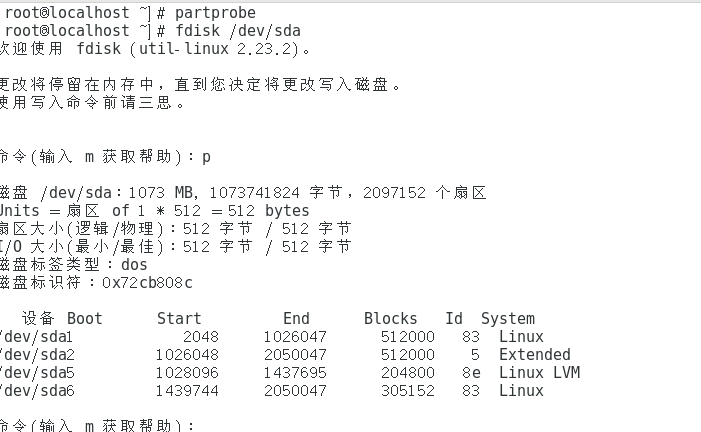 root@localhost ~]# partprobe
root@localhost ~]# fdisk /dev/sda
欢迎使用 fdisk (util-linux 2.23.2)。
更改将停留在内存中，直到您决定将更改写入磁盘。
使用写入命令前请三思。
命令(输入 m 获取帮助)：p
磁盘 /dev/sda：1073 MB, 1073741824 字节，2097152 个扇区
Units = 扇区 of 1 * 512 = 512 bytes
扇区大小(逻辑/物理)：512 字节 / 512 字节
I/O 大小(最小/最佳)：512 字节 / 512 字节
磁盘标签类型：dos
磁盘标识符：0x72cb808c
设备 Boot Start End Blocks Id System
/dev/sda1 2048 1026047 512000 83 Linux
/dev/sda2 1026048 2050047 512000 5 Extended
/dev/sda5 1028096 1437695 204800 8e Linux LVM
/dev/sda6 1439744 2050047 305152 83 Linux
命令(输入 m 获取帮助)：